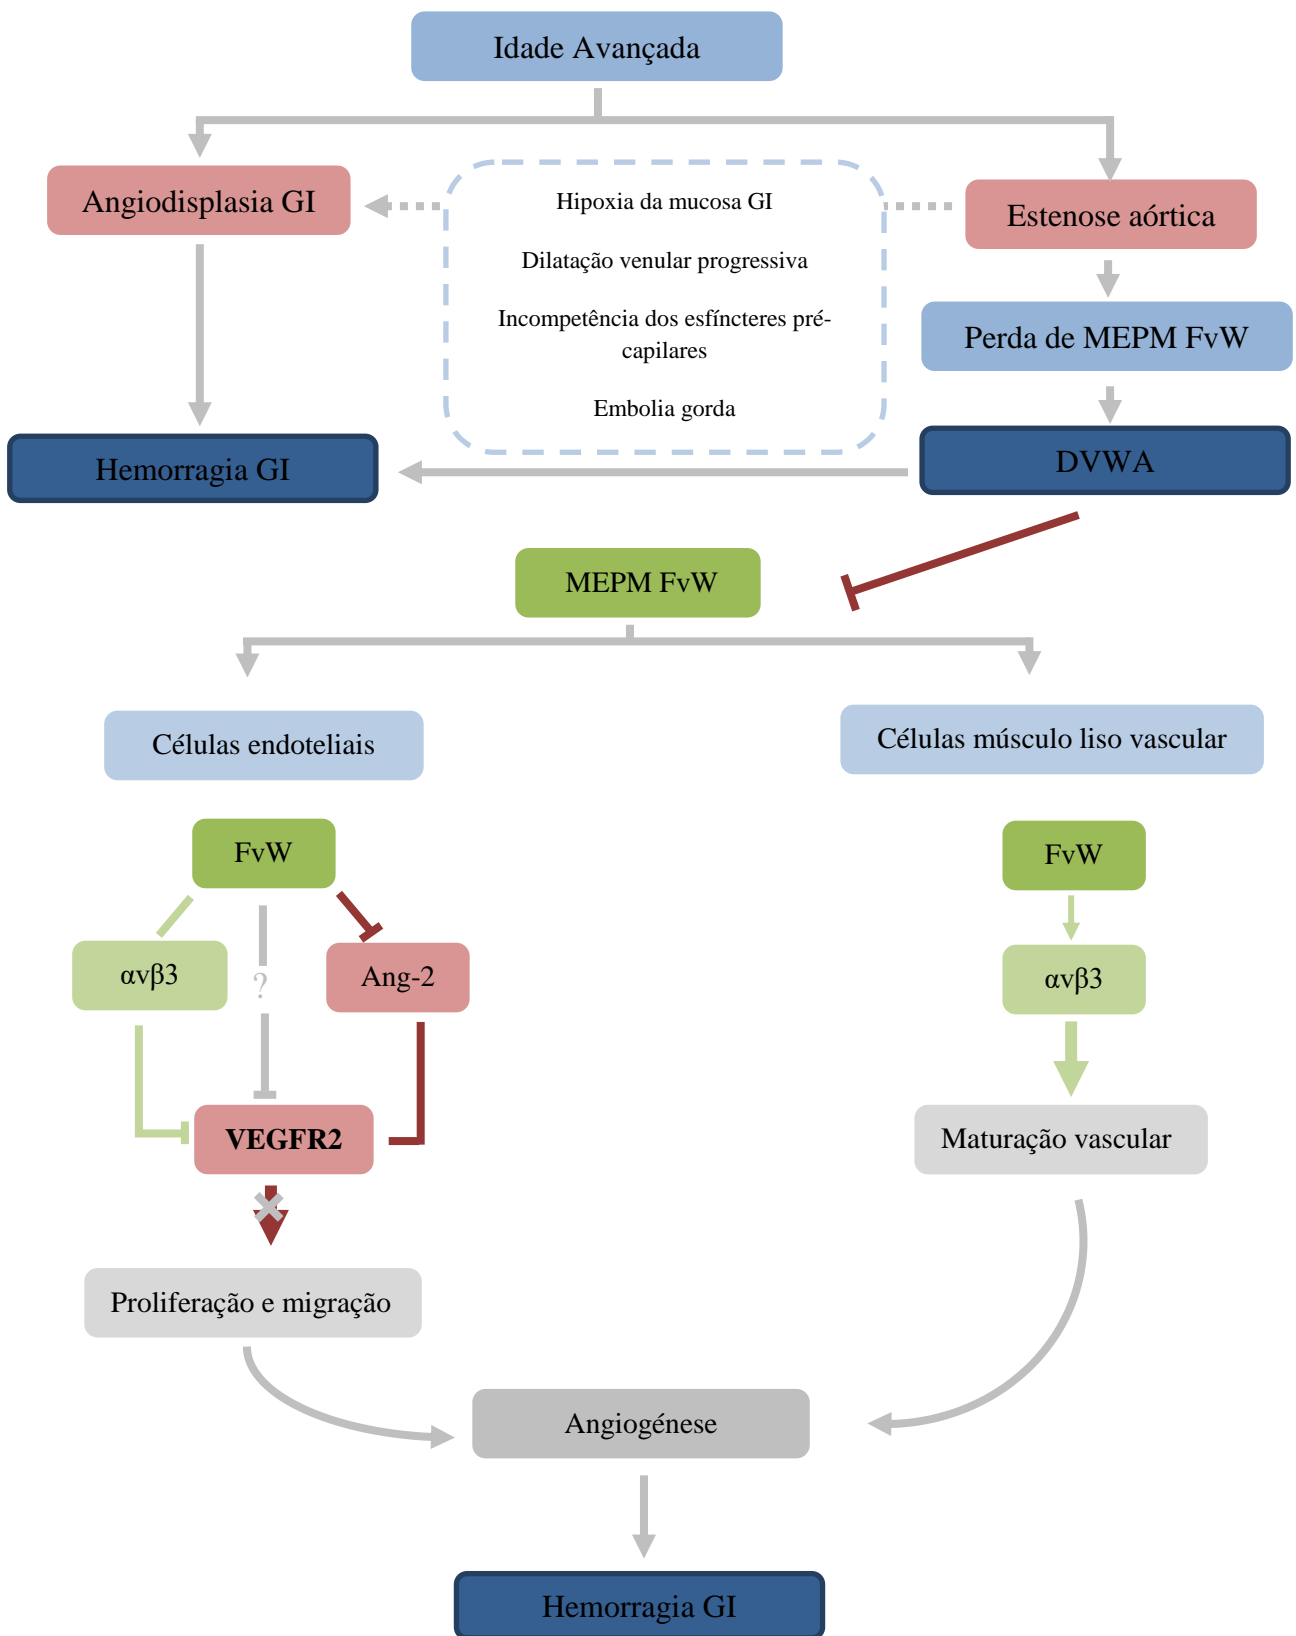 Idade Avançada
Angiodisplasia GI
Hipoxia da mucosa GI
Dilatação venular progressiva
Incompetência dos esfíncteres pré-
capilares
Embolia gorda
Estenose aórtica
Perda de MEPM FvW
Hemorragia GI
DVWA
MEPM FvW
Células endoteliais
Células músculo liso vascular
FvW
FvW
αvβ3
?
Ang-2
αvβ3
VEGFR2
Maturação vascular
Proliferação e migração
Angiogénese
Hemorragia GI